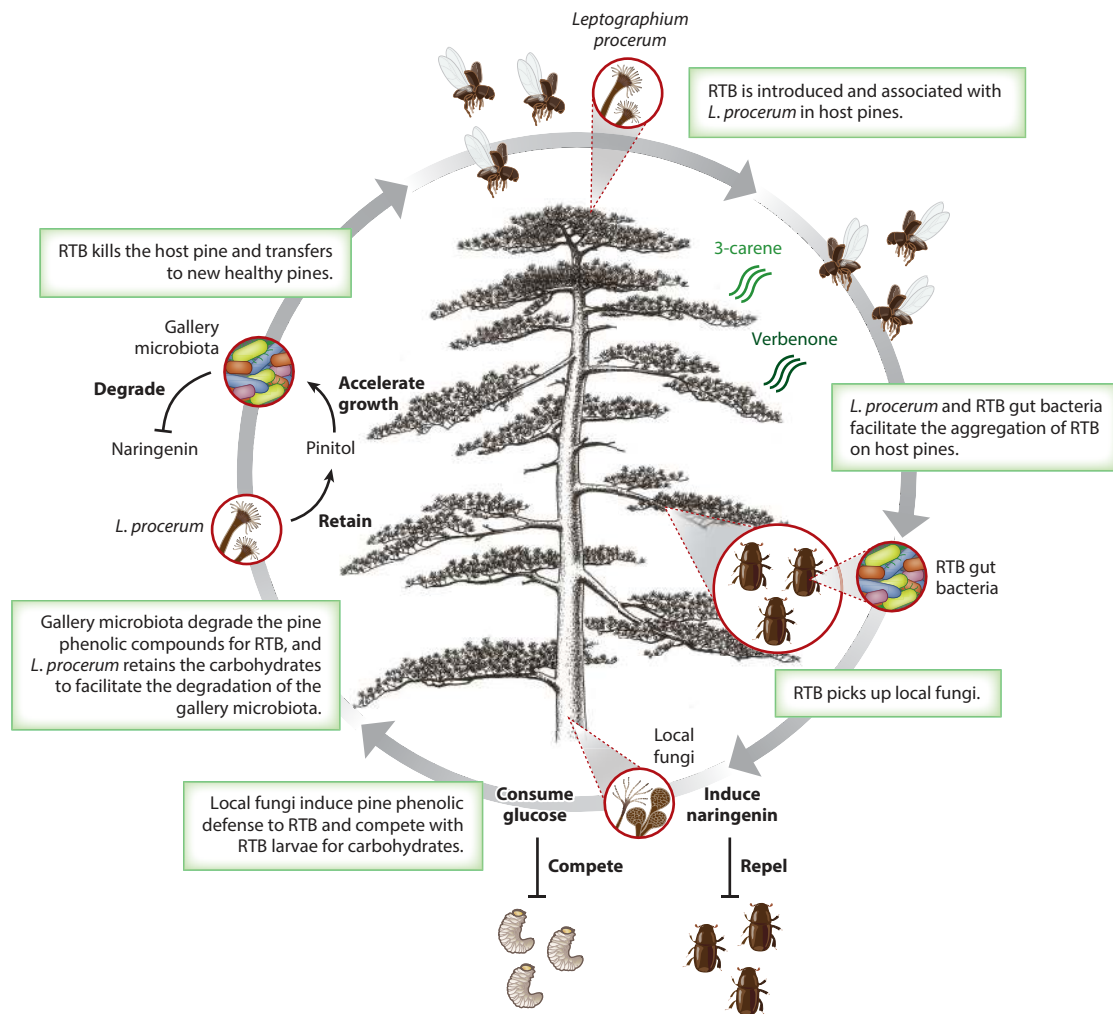 Leptographium
procerum
RTB is introduced and associated with
L. procerum in host pines.
3-carene
Verbenone
L. procerum and RTB gut bacteria
facilitate the aggregation of RTB
on host pines.
RTB gut
bacteria
RTB picks up local fungi.
Local
fungi
Consume
glucose
Induce
naringenin
Compete
Repel
Local fungi induce pine phenolic
defense to RTB and compete with
RTB larvae for carbohydrates.
Gallery microbiota degrade the pine
phenolic compounds for RTB, and
L. procerum retains the carbohydrates
to facilitate the degradation of the
gallery microbiota.
L. procerum
Retain
Pinitol
Accelerate
growth
Gallery
microbiota
Degrade
Naringenin
RTB kills the host pine and transfers
to new healthy pines.